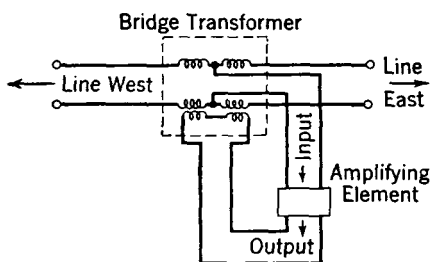 Bridge Transformer
Line West
Line
East
Input
Amplifying
Element
Output